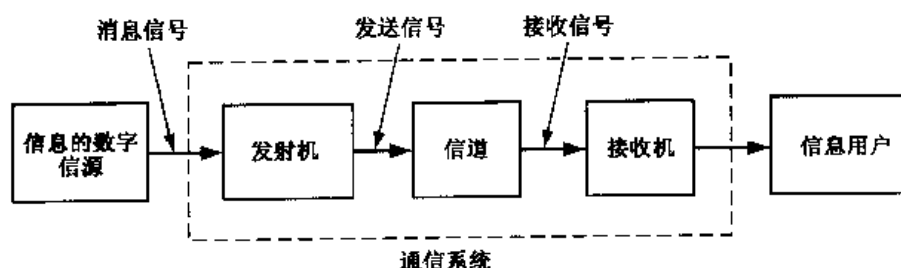 消息信号
发送信号
接收信号
信息的数字
信源
发射机
信道
接收机
信息用户
通信系统